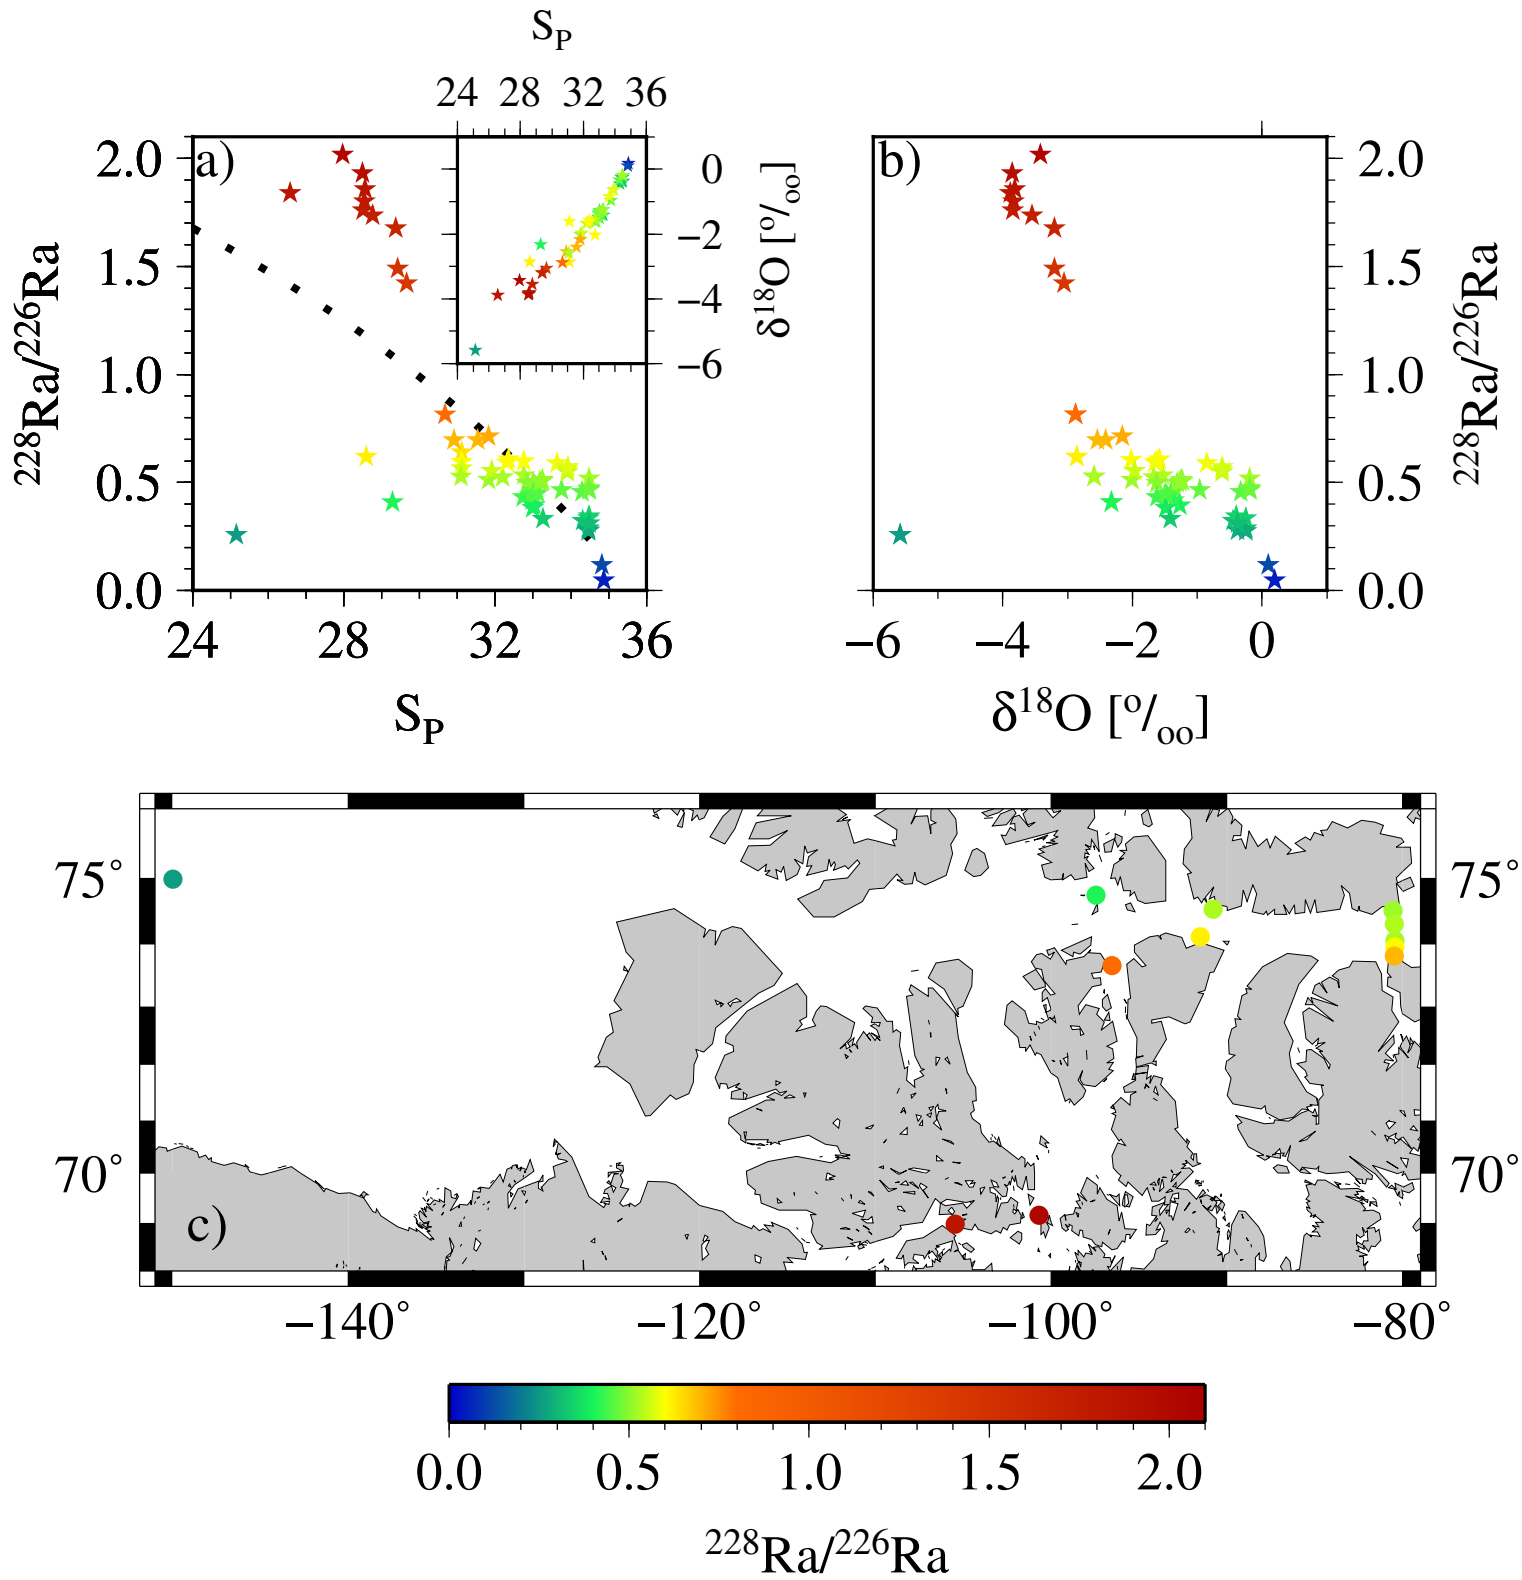 S_P
24 28 32 36
a)
2.0
1.5
1.0
0.5
0.0
²²⁸Ra/²²⁶Ra
0
−2
−4
−6
δ¹⁸O [º/ₒₒ]
24 28 32 36
S_P
b)
2.0
1.5
1.0
0.5
0.0
²²⁸Ra/²²⁶Ra
−6 −4 −2 0
δ¹⁸O [º/ₒₒ]
75° 75°
70° 70°
c)
−140° −120° −100° −80°
0.0 0.5 1.0 1.5 2.0
²²⁸Ra/²²⁶Ra